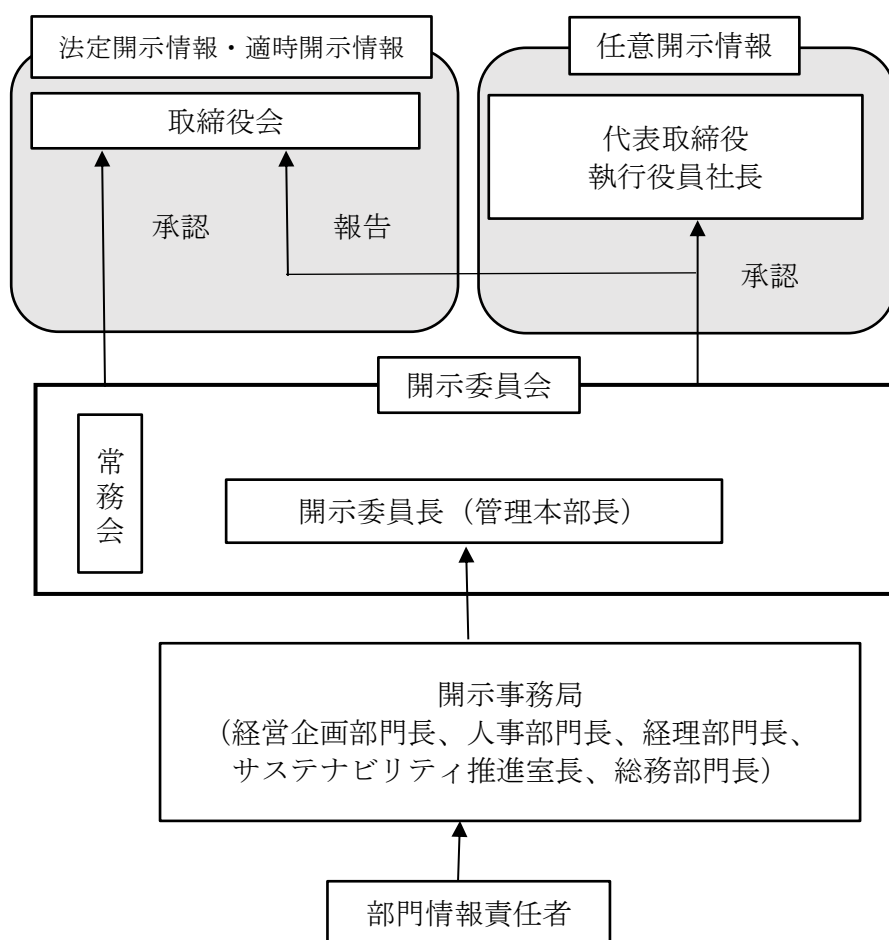 法定開示情報・適時開示情報
任意開示情報
取締役会
代表取締役
執行役員社長
承認
報告
承認
開示委員会
常務会
開示委員長（管理本部長）
開示事務局
（経営企画部門長、人事部門長、経理部門長、
サステナビリティ推進室長、総務部門長）
部門情報責任者